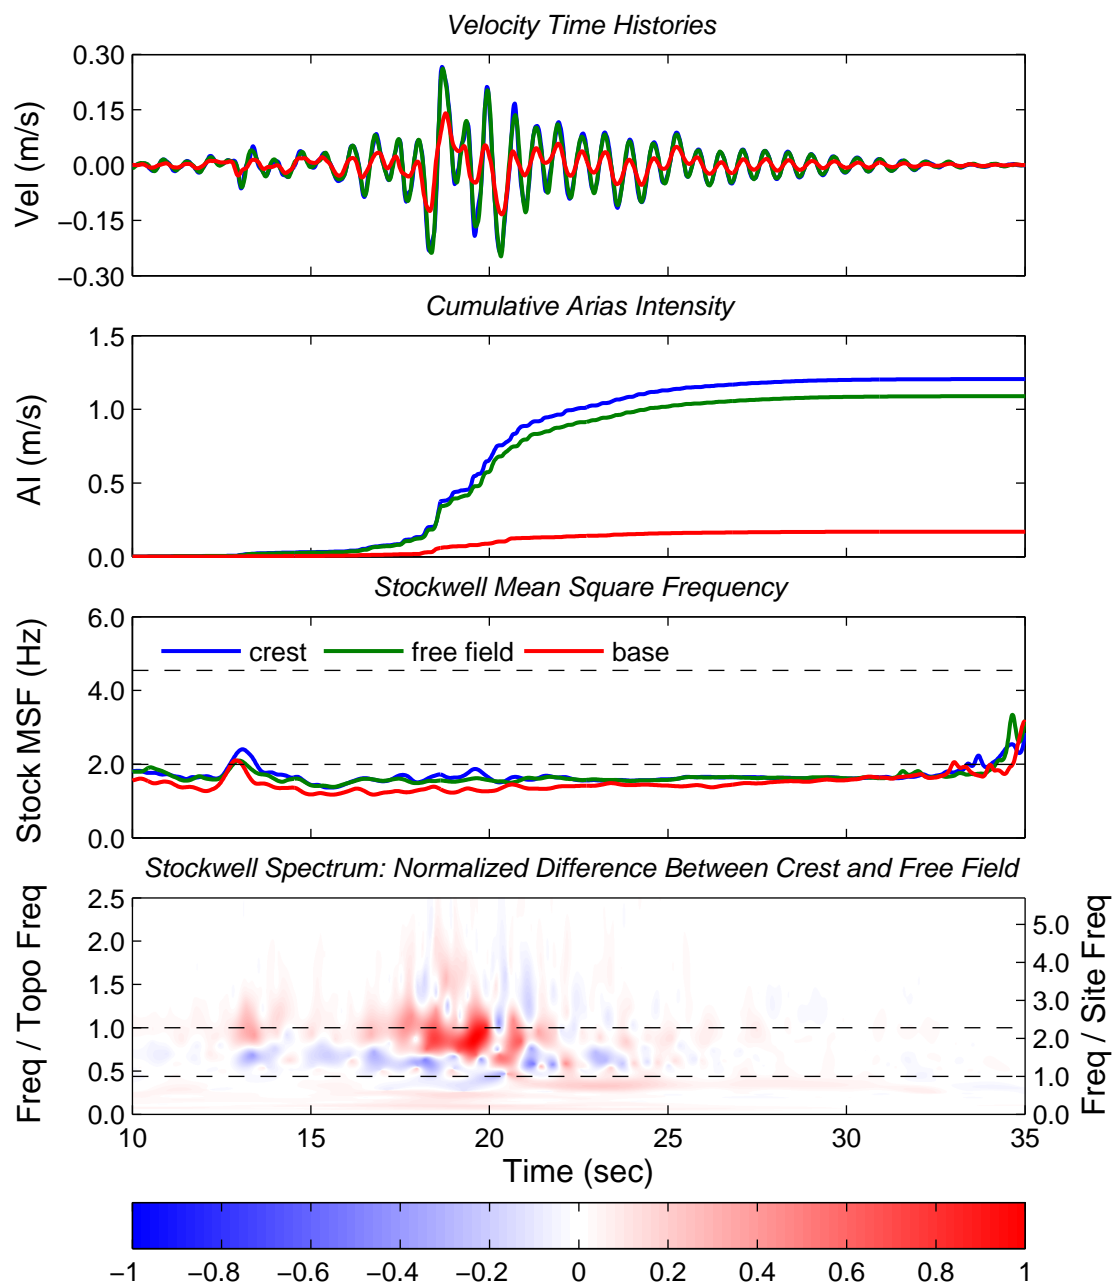 Velocity Time Histories
Vel (m/s)
0.30
0.15
0.00
−0.15
−0.30
Cumulative Arias Intensity
AI (m/s)
1.5
1.0
0.5
0.0
Stockwell Mean Square Frequency
Stock MSF (Hz)
6.0
4.0
2.0
0.0
crest free field base
Stockwell Spectrum: Normalized Difference Between Crest and Free Field
Freq / Topo Freq
2.5
2.0
1.5
1.0
0.5
0.0
Freq / Site Freq
5.0
4.0
3.0
2.0
1.0
0.0
10 15 20 25 30 35
Time (sec)
−1 −0.8 −0.6 −0.4 −0.2 0 0.2 0.4 0.6 0.8 1